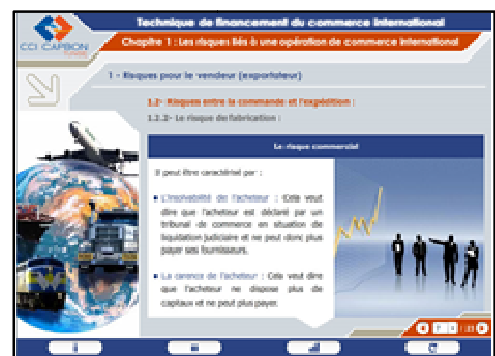 Technique de financement du commerce international
CCI CAPBON
Chapitre 1 : Les risques liés à une opération de commerce international
1 - Risques pour le vendeur (exportateur)
1.2- Risques entre la commande et l'expédition :
1.2.2- Le risque de fabrication :
Le risque commercial
Il peut être caractérisé par :
• L'insolvabilité de l'acheteur : Cela veut
dire que l'acheteur est déclaré par un
tribunal de commerce en situation de
liquidation judiciaire et ne peut donc plus
payer ses fournisseurs.
• La carence de l'acheteur : Cela veut dire
que l'acheteur ne dispose plus de
capitaux et ne peut plus payer.